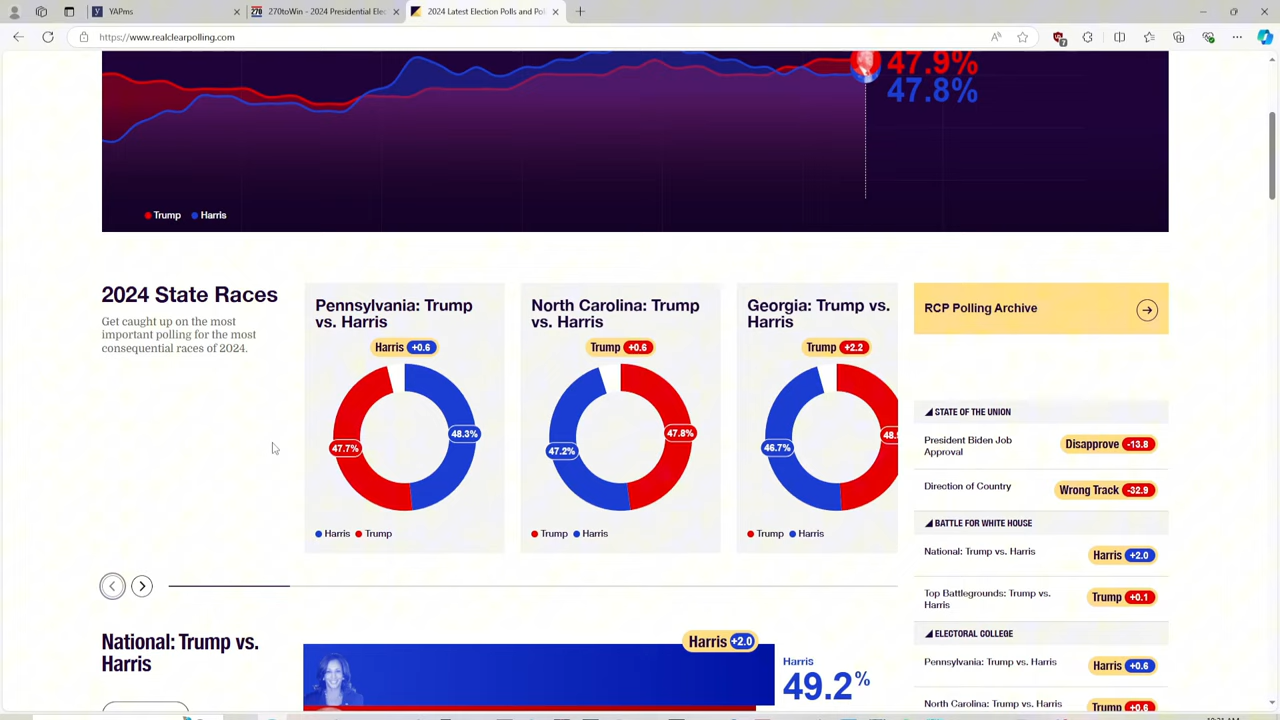 YAPms
270toWin - 2024 Presidential Elec
2024 Latest Election Polls and Pol
https://www.realclearpolling.com
47.9%
47.8%
Trump Harris
2024 State Races
Get caught up on the most
important polling for the most
consequential races of 2024.
Pennsylvania: Trump
vs. Harris
Harris +0.6
47.7%
48.3%
Harris Trump
North Carolina: Trump
vs. Harris
Trump +0.6
47.2%
47.8%
Trump Harris
Georgia: Trump vs.
Harris
Trump +2.2
46.7%
Trump Harris
RCP Polling Archive
STATE OF THE UNION
President Biden Job
Approval
Disapprove -13.8
Direction of Country
Wrong Track -32.9
BATTLE FOR WHITE HOUSE
National: Trump vs. Harris
Harris +2.0
Top Battlegrounds: Trump vs.
Harris
Trump +0.1
ELECTORAL COLLEGE
Pennsylvania: Trump vs. Harris
Harris +0.6
North Carolina: Trump vs. Harris
Trump +0.6
National: Trump vs.
Harris
Harris +2.0
Harris
49.2%